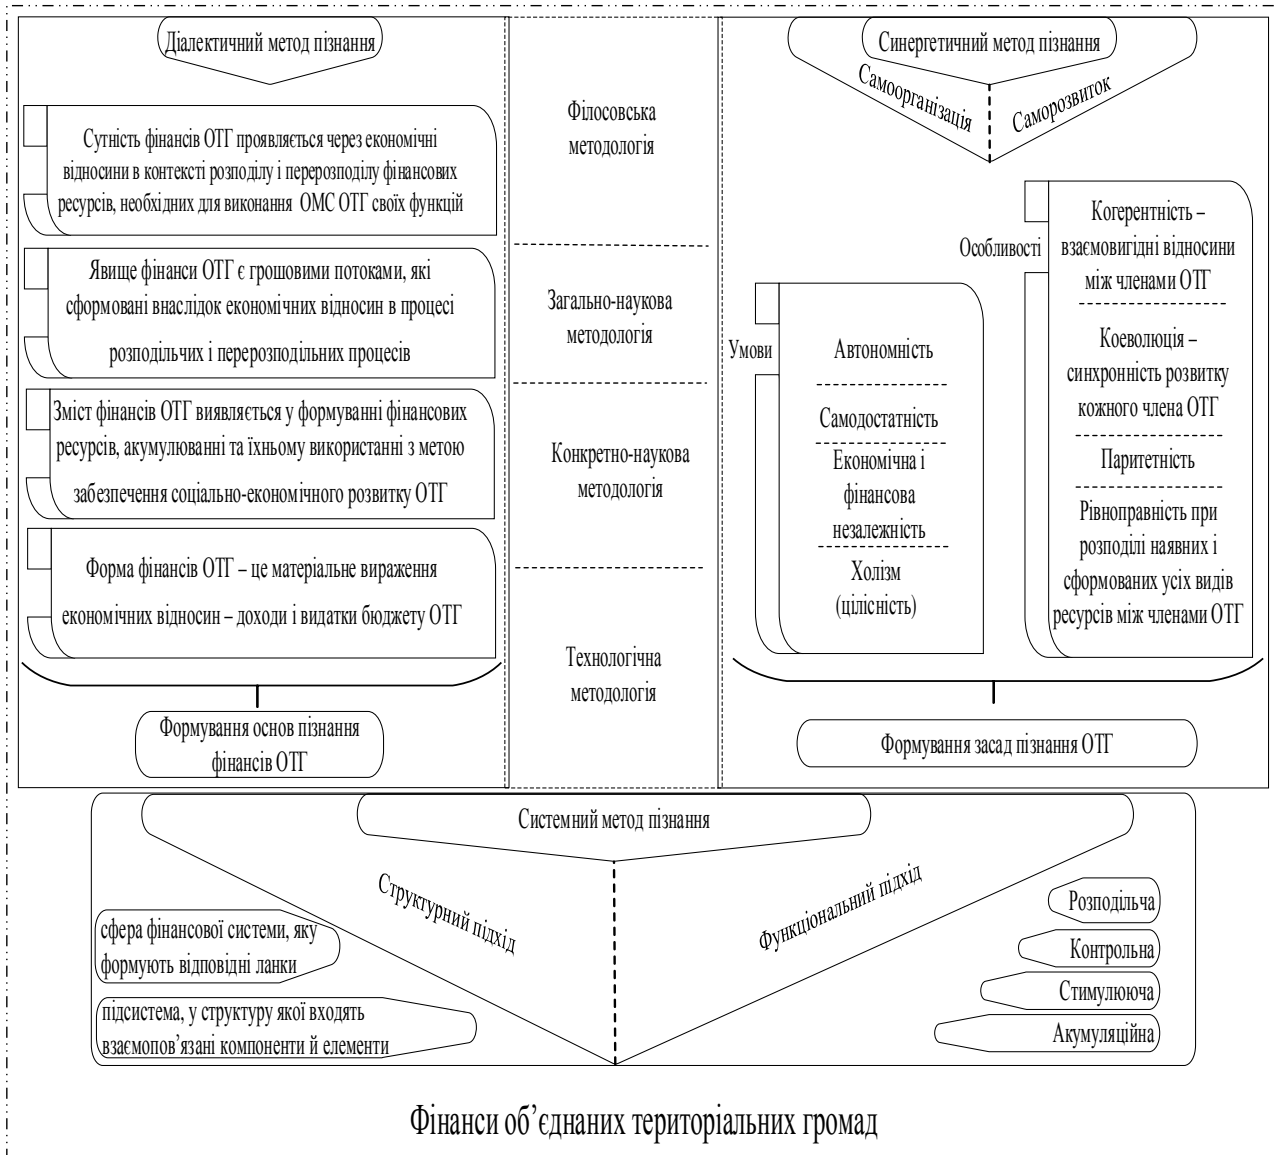 Діалектичний метод пізнання
Сутність фінансів ОТГ проявляється через економічні
відносини в контексті розподілу і перерозподілу фінансових
ресурсів, необхідних для виконання ОМС ОТГ своїх функцій
Явище фінанси ОТГ є грошовими потоками, які
сформовані внаслідок економічних відносин в процесі
розподільчих і перерозподільних процесів
Зміст фінансів ОТГ виявляється у формуванні фінансових
ресурсів, акумулюванні та їхньому використанні з метою
забезпечення соціально-економічного розвитку ОТГ
Форма фінансів ОТГ – це матеріальне вираження
економічних відносин – доходи і видатки бюджету ОТГ
Формування основ пізнання
фінансів ОТГ
Філосовська
методологія
Загально-наукова
методологія
Конкретно-наукова
методологія
Технологічна
методологія
Синергетичний метод пізнання
Самоорганізація
Саморозвиток
Умови
Автономність
Самодостатність
Економічна і
фінансова
незалежність
Холізм
(цілісність)
Особливості
Когерентність –
взаємовигідні відносини
між членами ОТГ
Коеволюція –
синхронність розвитку
кожного члена ОТГ
Паритетність
Рівноправність при
розподілі наявних і
сформованих усіх видів
ресурсів між членами ОТГ
Формування засад пізнання ОТГ
Системний метод пізнання
Структурний підхід
Функціональний підхід
сфера фінансової системи, яку
формують відповідні ланки
підсистема, у структуру якої входять
взаємопов’язані компоненти й елементи
Розподільча
Контрольна
Стимулююча
Акумуляційна
Фінанси об’єднаних територіальних громад